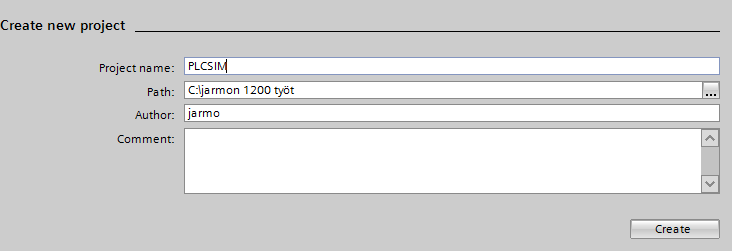 Create new project
Project name: PLCSIM
Path: C:\jarmon 1200 työt
...
Author: jarmo
Comment:
Create